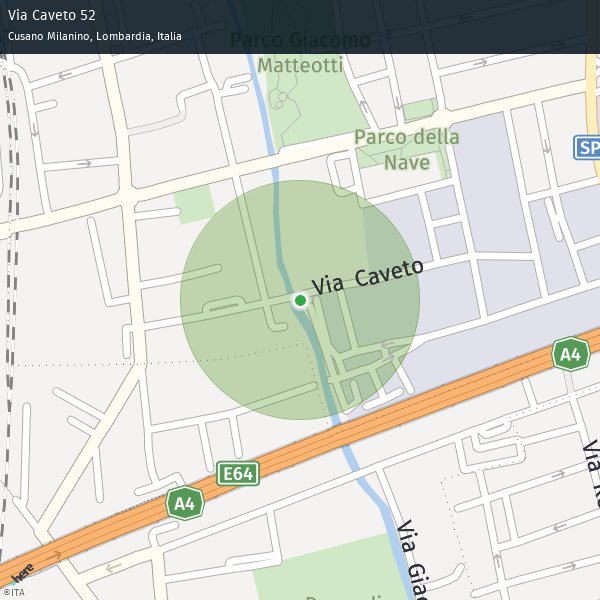 Via Caveto 52
Cusano Milanino, Lombardia, Italia
Parco Giacomo
Matteotti
Parco della
Nave
SP
Via Caveto
A4
E64
A4
Via
Via Giac
here
©ITA